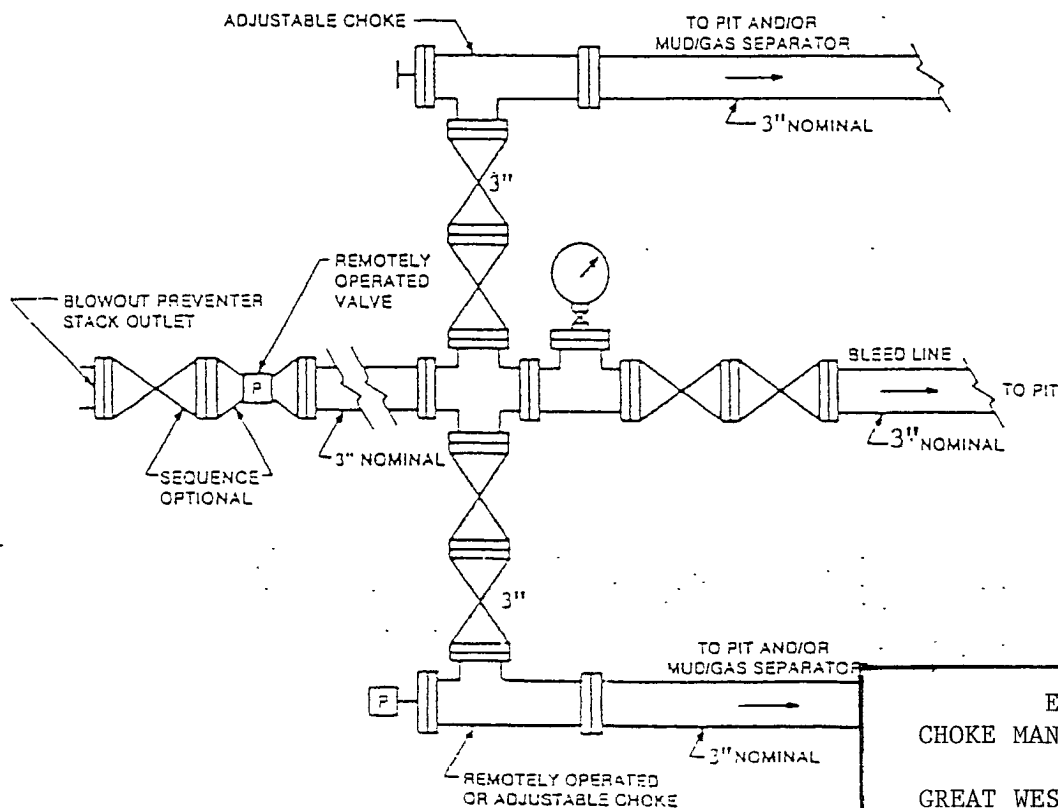 ADJUSTABLE CHOKE
TO PIT AND/OR
MUD/GAS SEPARATOR
3" NOMINAL
3"
REMOTELY
OPERATED
VALVE
BLOWOUT PREVENTER
STACK OUTLET
P
BLEED LINE
TO PIT
3" NOMINAL
3" NOMINAL
SEQUENCE
OPTIONAL
3"
TO PIT AND/OR
MUD/GAS SEPARATOR
P
3" NOMINAL
REMOTELY OPERATED
OR ADJUSTABLE CHOKE
E
CHOKE MAN
GREAT WES